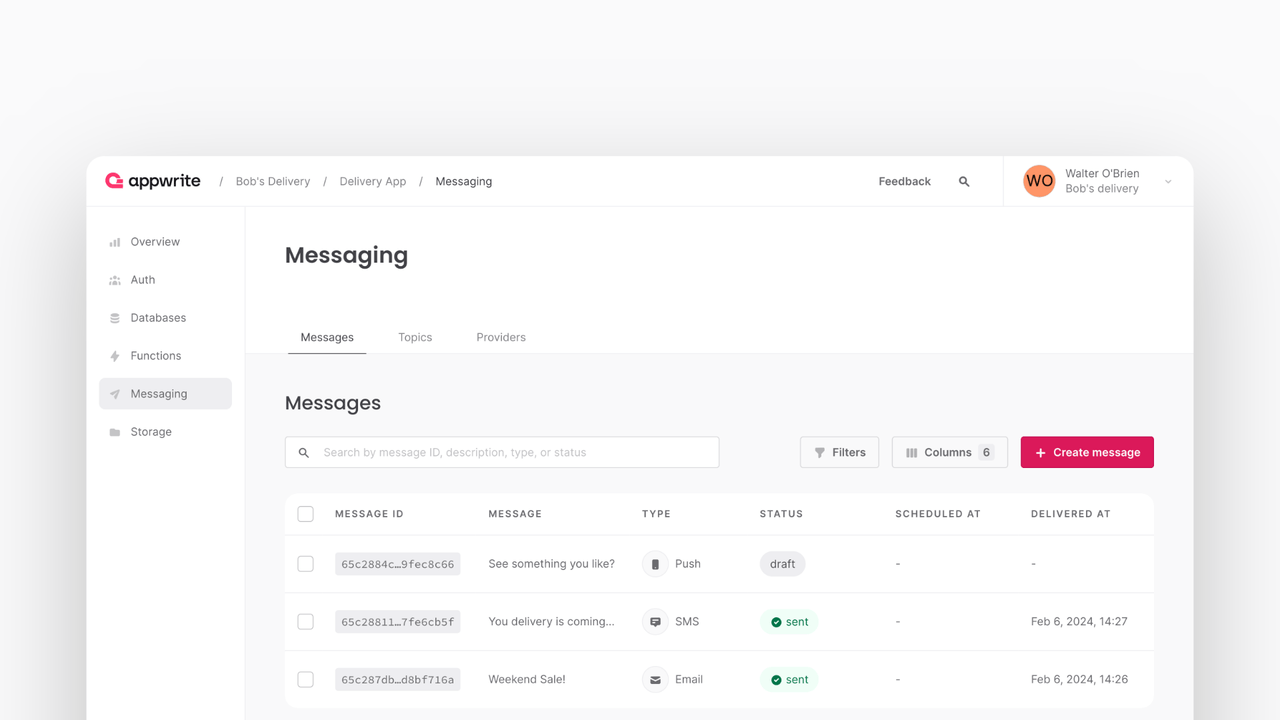 appwrite / Bob's Delivery / Delivery App / Messaging Feedback WO Walter O'Brien
Bob's delivery
Overview
Auth
Databases
Functions
Messaging
Storage
Messaging
Messages Topics Providers
Messages
Search by message ID, description, type, or status Filters Columns 6 + Create message
MESSAGE ID MESSAGE TYPE STATUS SCHEDULED AT DELIVERED AT
65c2884c…9fec8c66 See something you like? Push draft - -
65c28811…7fe6cb5f You delivery is coming... SMS sent - Feb 6, 2024, 14:27
65c287db…d8bf716a Weekend Sale! Email sent - Feb 6, 2024, 14:26